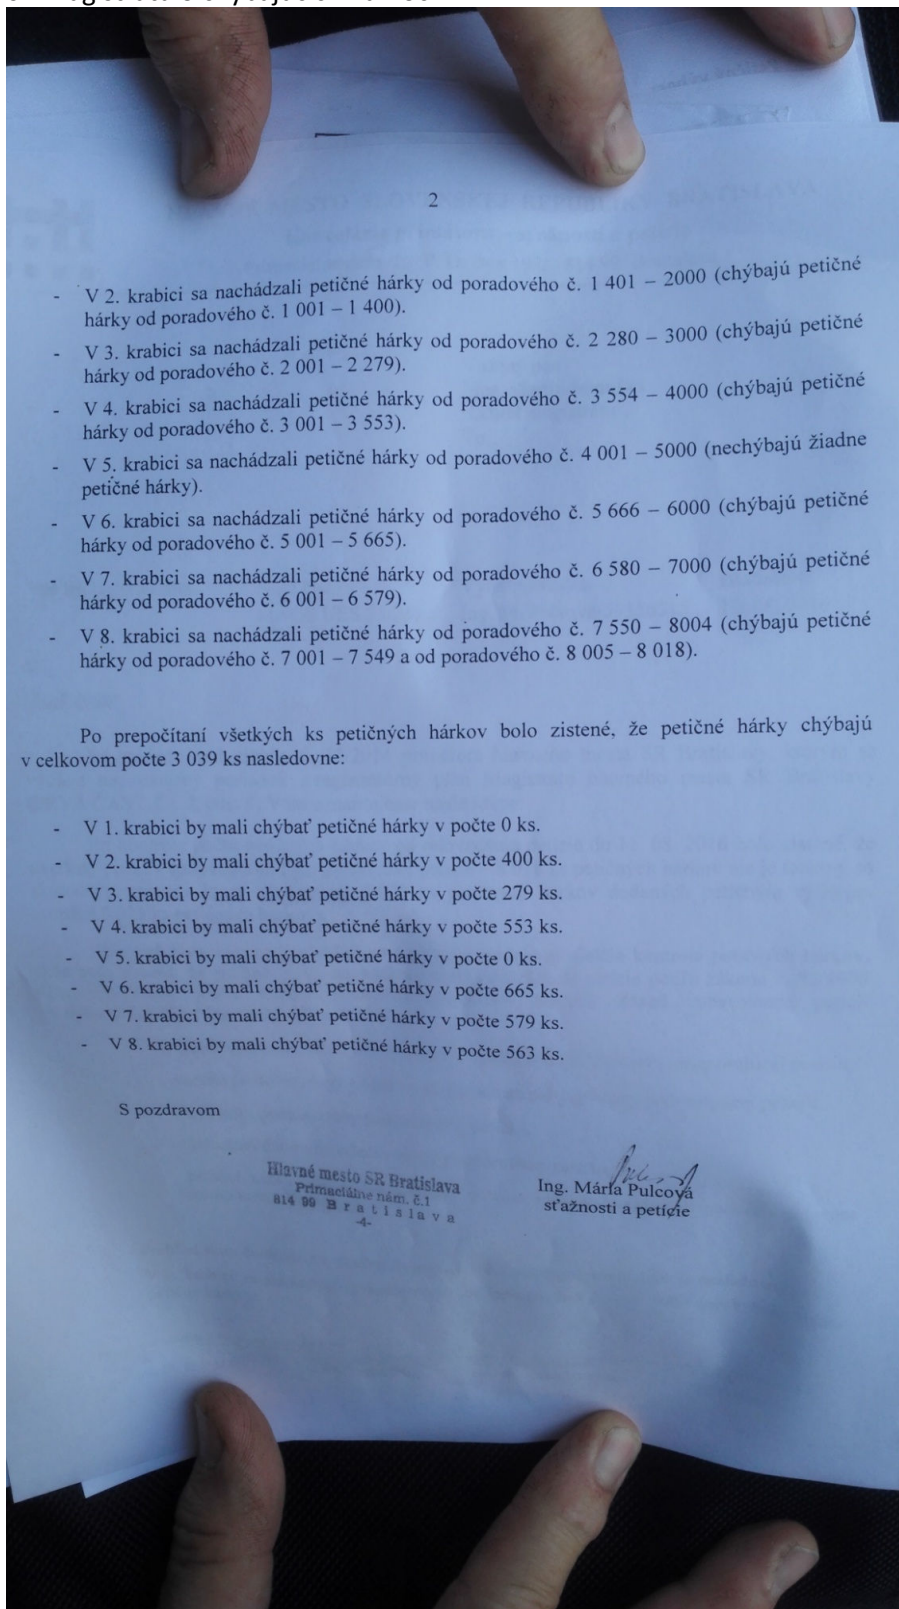 2
- V 2. krabici sa nachádzali petičné hárky od poradového č. 1 401 – 2000 (chýbajú petičné
hárky od poradového č. 1 001 – 1 400).
- V 3. krabici sa nachádzali petičné hárky od poradového č. 2 280 – 3000 (chýbajú petičné
hárky od poradového č. 2 001 – 2 279).
- V 4. krabici sa nachádzali petičné hárky od poradového č. 3 554 – 4000 (chýbajú petičné
hárky od poradového č. 3 001 – 3 553).
- V 5. krabici sa nachádzali petičné hárky od poradového č. 4 001 – 5000 (nechýbajú žiadne
petičné hárky).
- V 6. krabici sa nachádzali petičné hárky od poradového č. 5 666 – 6000 (chýbajú petičné
hárky od poradového č. 5 001 – 5 665).
- V 7. krabici sa nachádzali petičné hárky od poradového č. 6 580 – 7000 (chýbajú petičné
hárky od poradového č. 6 001 – 6 579).
- V 8. krabici sa nachádzali petičné hárky od poradového č. 7 550 – 8004 (chýbajú petičné
hárky od poradového č. 7 001 – 7 549 a od poradového č. 8 005 – 8 018).
Po prepočítaní všetkých ks petičných hárkov bolo zistené, že petičné hárky chýbajú
v celkovom počte 3 039 ks nasledovne:
- V 1. krabici by mali chýbať petičné hárky v počte 0 ks.
- V 2. krabici by mali chýbať petičné hárky v počte 400 ks.
- V 3. krabici by mali chýbať petičné hárky v počte 279 ks.
- V 4. krabici by mali chýbať petičné hárky v počte 553 ks.
- V 5. krabici by mali chýbať petičné hárky v počte 0 ks.
- V 6. krabici by mali chýbať petičné hárky v počte 665 ks.
- V 7. krabici by mali chýbať petičné hárky v počte 579 ks.
- V 8. krabici by mali chýbať petičné hárky v počte 563 ks.
S pozdravom
Hlavné mesto SR Bratislava
Primaciálne nám. č.1
814 99 Bratislava
-4-
Ing. Mária Pulcová
sťažnosti a petície